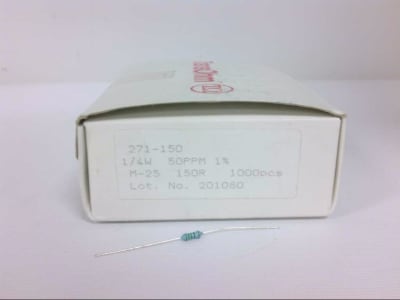 271-150
1/4W 50PPM 1%
M-25 150R 1000pcs
Lot. No. 201080